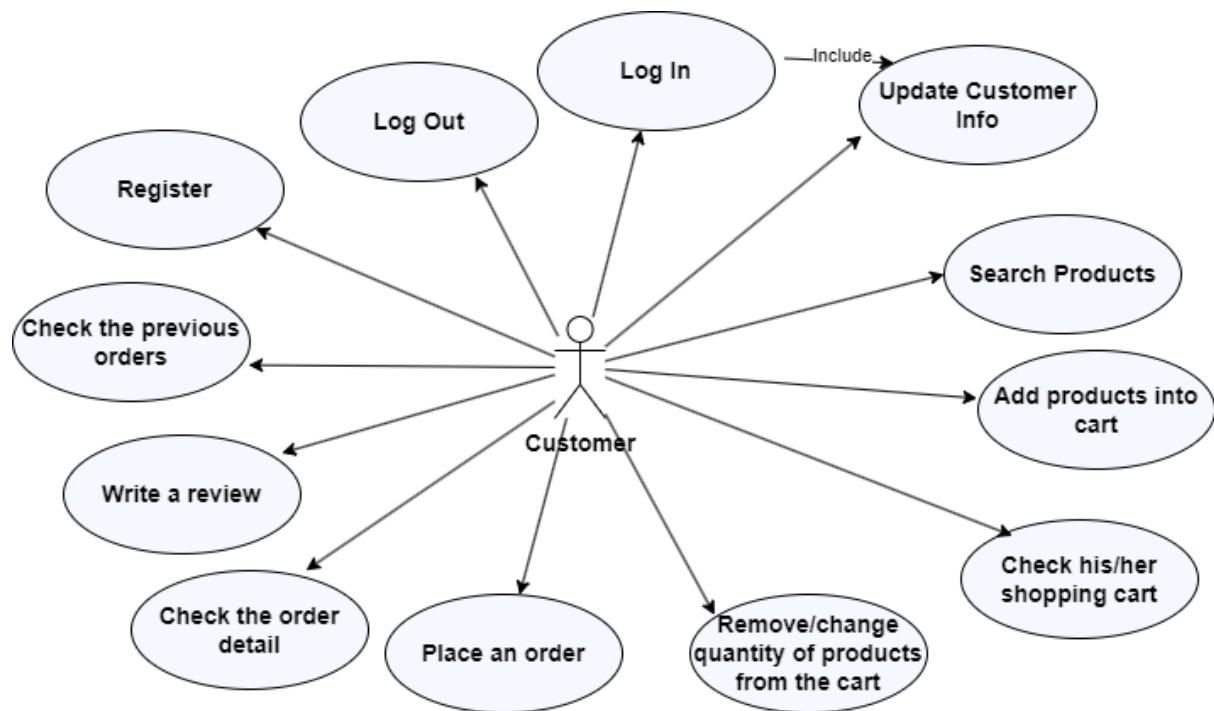 Log In
Include
Update Customer
Info
Log Out
Register
Search Products
Check the previous
orders
Add products into
cart
Customer
Write a review
Check his/her
shopping cart
Check the order
detail
Place an order
Remove/change
quantity of products
from the cart